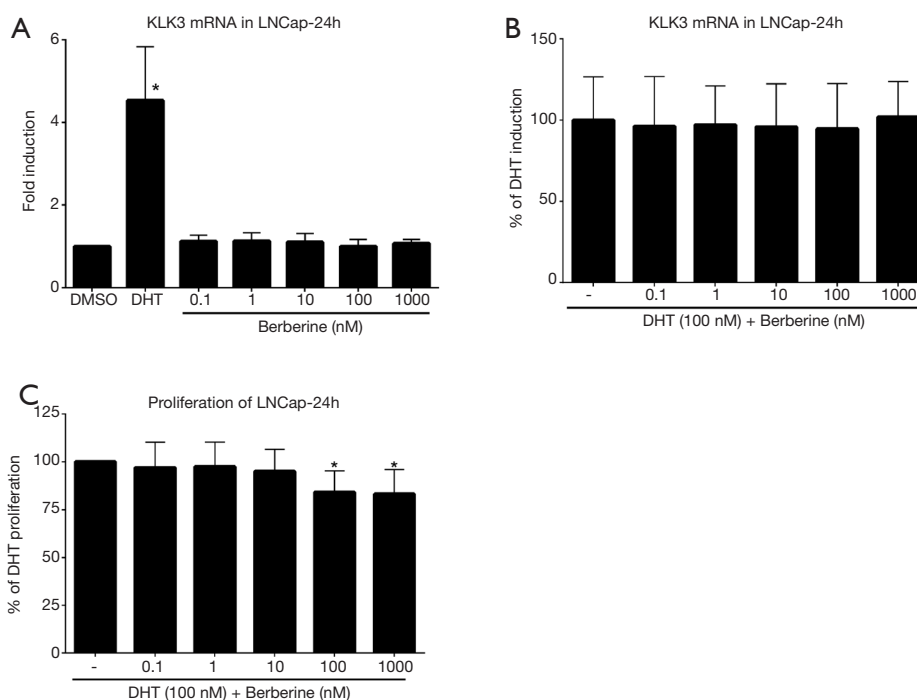 A
KLK3 mRNA in LNCap-24h
6
4
2
0
Fold induction
*
DMSO DHT 0.1 1 10 100 1000
Berberine (nM)
B
KLK3 mRNA in LNCap-24h
150
100
50
0
% of DHT induction
- 0.1 1 10 100 1000
DHT (100 nM) + Berberine (nM)
C
Proliferation of LNCap-24h
125
100
75
50
25
0
% of DHT proliferation
* *
- 0.1 1 10 100 1000
DHT (100 nM) + Berberine (nM)